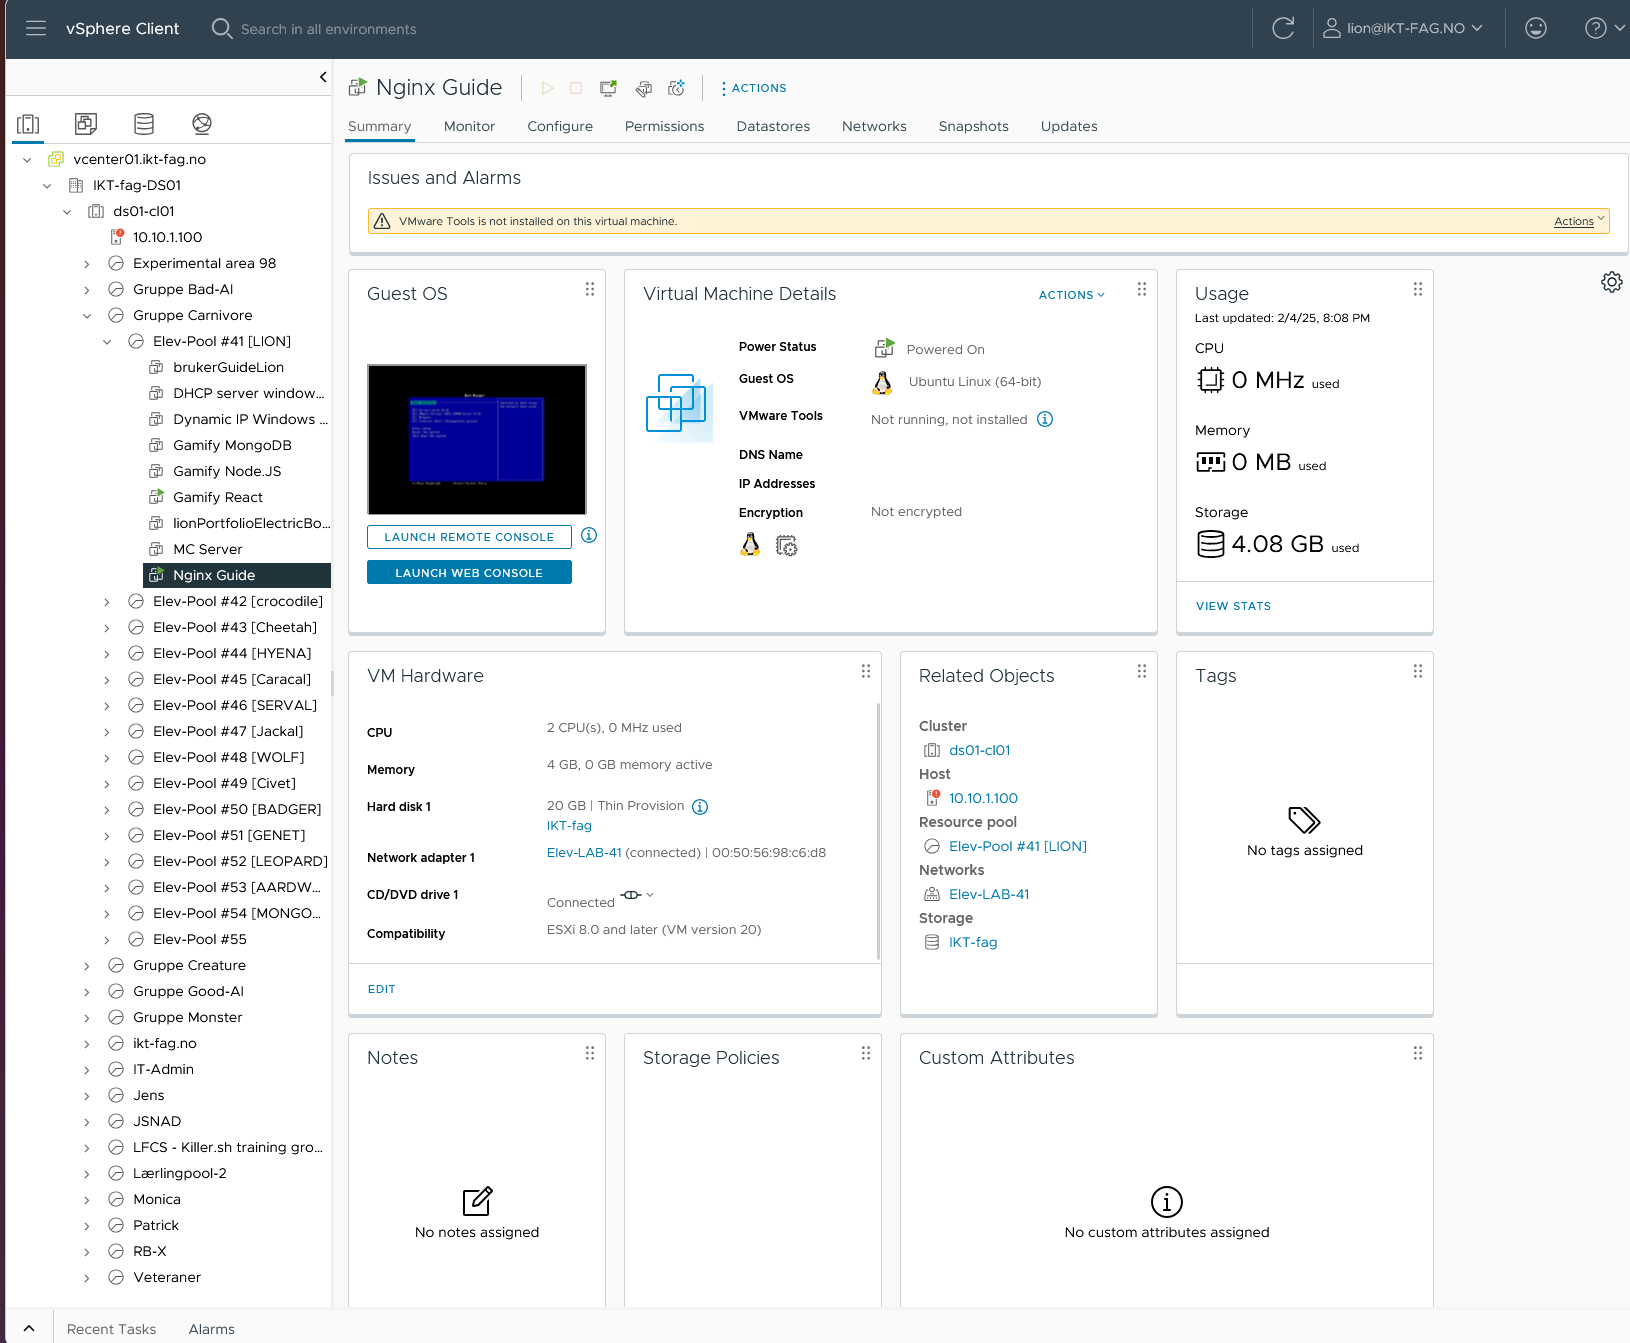 vSphere Client
Search in all environments
lion@IKT-FAG.NO
vcenter01.ikt-fag.no
IKT-fag-DS01
ds01-cl01
10.10.1.100
Experimental area 98
Gruppe Bad-AI
Gruppe Carnivore
Elev-Pool #41 [LION]
brukerGuideLion
DHCP server window...
Dynamic IP Windows ...
Gamify MongoDB
Gamify Node.JS
Gamify React
lionPortfolioElectricBo...
MC Server
Nginx Guide
Elev-Pool #42 [crocodile]
Elev-Pool #43 [Cheetah]
Elev-Pool #44 [HYENA]
Elev-Pool #45 [Caracal]
Elev-Pool #46 [SERVAL]
Elev-Pool #47 [Jackal]
Elev-Pool #48 [WOLF]
Elev-Pool #49 [Civet]
Elev-Pool #50 [BADGER]
Elev-Pool #51 [GENET]
Elev-Pool #52 [LEOPARD]
Elev-Pool #53 [AARDW...
Elev-Pool #54 [MONGO...
Elev-Pool #55
Gruppe Creature
Gruppe Good-AI
Gruppe Monster
ikt-fag.no
IT-Admin
Jens
JSNAD
LFCS - Killer.sh training gro...
Lærlingpool-2
Monica
Patrick
RB-X
Veteraner
Nginx Guide
ACTIONS
Summary Monitor Configure Permissions Datastores Networks Snapshots Updates
Issues and Alarms
VMware Tools is not installed on this virtual machine. Actions
Guest OS
LAUNCH REMOTE CONSOLE
LAUNCH WEB CONSOLE
Virtual Machine Details
ACTIONS
Power Status Powered On
Guest OS Ubuntu Linux (64-bit)
VMware Tools Not running, not installed
DNS Name
IP Addresses
Encryption Not encrypted
Usage
Last updated: 2/4/25, 8:08 PM
CPU
0 MHz used
Memory
0 MB used
Storage
4.08 GB used
VIEW STATS
VM Hardware
CPU 2 CPU(s), 0 MHz used
Memory 4 GB, 0 GB memory active
Hard disk 1 20 GB | Thin Provision
IKT-fag
Network adapter 1 Elev-LAB-41 (connected) | 00:50:56:98:c6:d8
CD/DVD drive 1 Connected
Compatibility ESXi 8.0 and later (VM version 20)
EDIT
Related Objects
Cluster
ds01-cl01
Host
10.10.1.100
Resource pool
Elev-Pool #41 [LION]
Networks
Elev-LAB-41
Storage
IKT-fag
Tags
No tags assigned
Notes
No notes assigned
Storage Policies
Custom Attributes
No custom attributes assigned
Recent Tasks Alarms